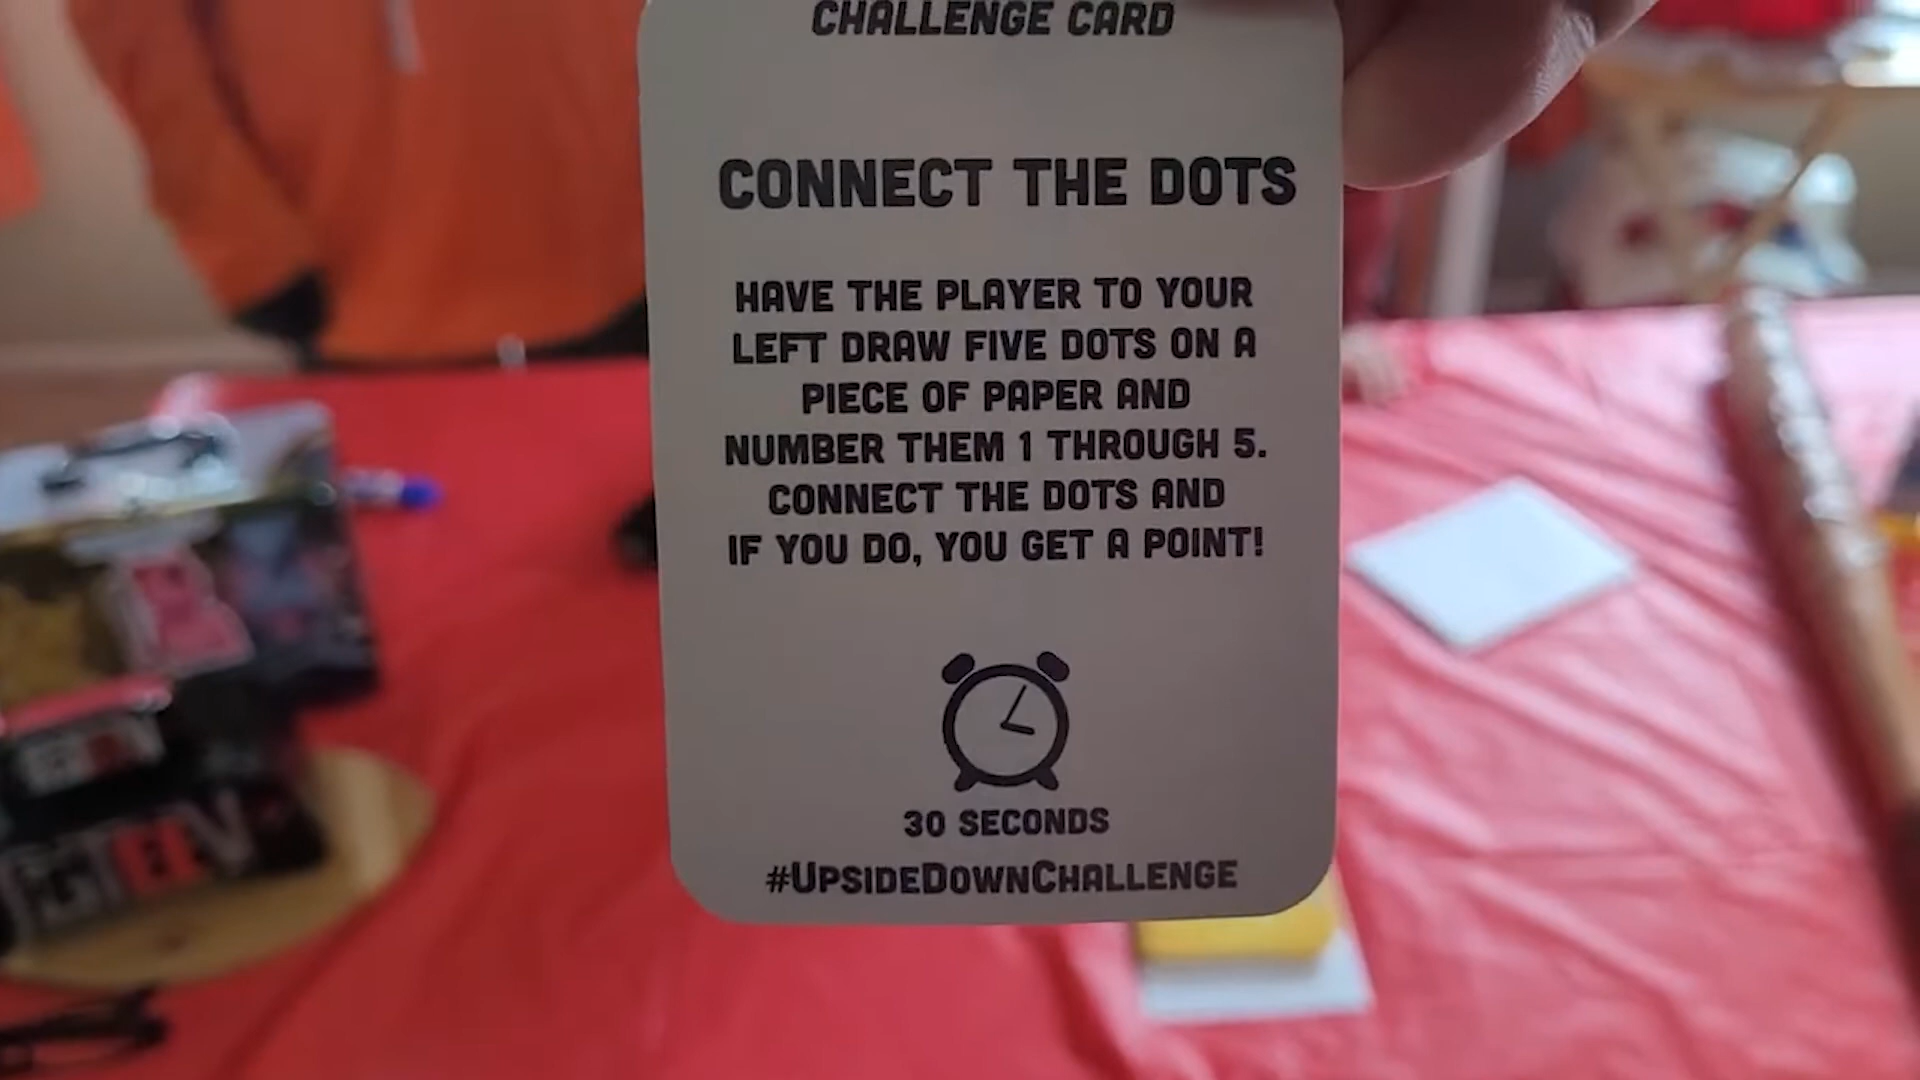 CHALLENGE CARD
CONNECT THE DOTS
HAVE THE PLAYER TO YOUR
LEFT DRAW FIVE DOTS ON A
PIECE OF PAPER AND
NUMBER THEM 1 THROUGH 5.
CONNECT THE DOTS AND
IF YOU DO, YOU GET A POINT!
30 SECONDS
#UPSIDEDOWNCHALLENGE
GTEEV